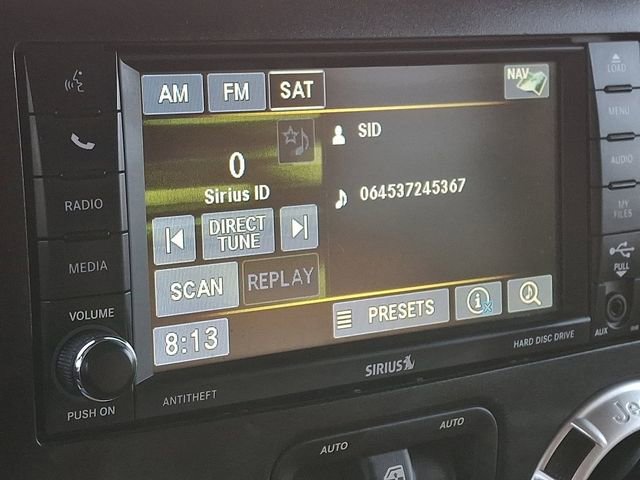 AM FM SAT NAV
LOAD
MENU
AUDIO
MY
FILES
PULL
AUX
RADIO
MEDIA
VOLUME
PUSH ON
0
Sirius ID
SID
064537245367
DIRECT
TUNE
SCAN REPLAY
8:13 PRESETS
SIRIUS
HARD DISC DRIVE
ANTITHEFT
AUTO AUTO
Jee